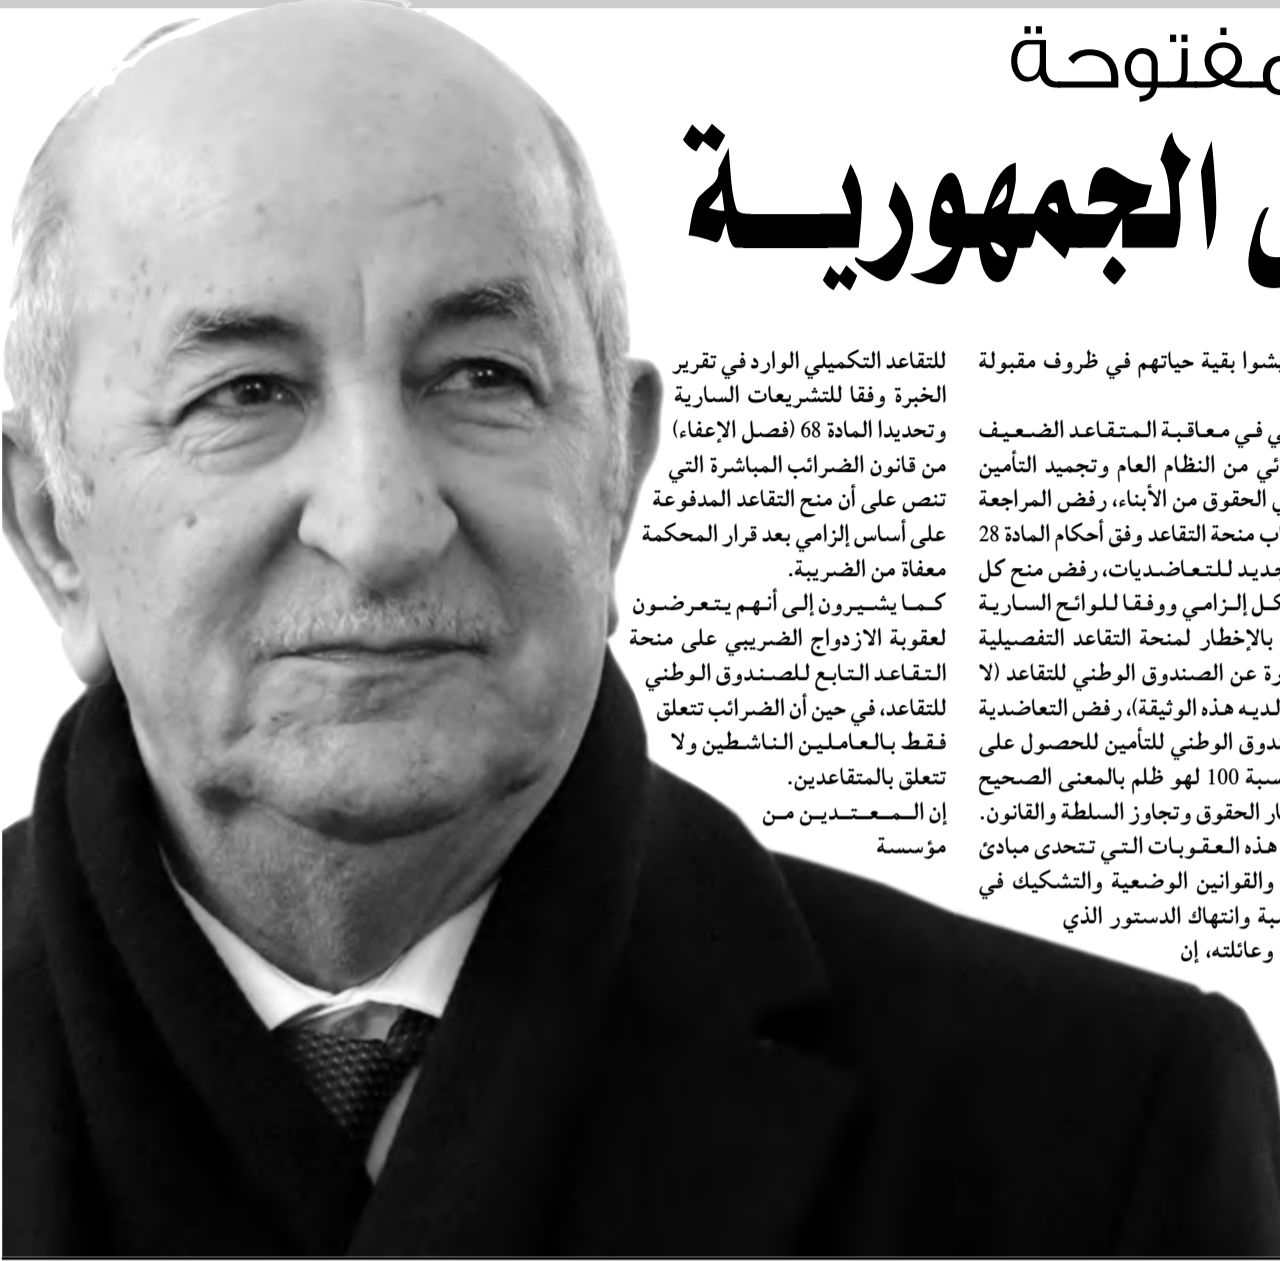 مفتوحة
الجمهوريــة
يشوا بقية حياتهم في ظروف مقبولة
في معاقبة المتقاعد الضعيف
ئي من النظام العام وتجميد التأمين
ي الحقوق من الأبناء، رفض المراجعة
اب منحة التقاعد وفق أحكام المادة 28
جديد للتعاضديات، رفض منح كل
كل إلزامي ووفقا للوائح السارية
بالإخطار لمنحة التقاعد التفصيلية
رة عن الصندوق الوطني للتقاعد (لا
لديه هذه الوثيقة)، رفض التعاضدية
ندوق الوطني للتأمين للحصول على
سبة 100 لهو ظلم بالمعنى الصحيح
ار الحقوق وتجاوز السلطة والقانون.
هذه العقوبات التي تتحدى مبادئ
والقوانين الوضعية والتشكيك في
وانتهاك الدستور الذي
وعائلته، إن
للتقاعد التكميلي الوارد في تقرير
الخبرة وفقا للتشريعات السارية
وتحديدا المادة 68 (فصل الإعفاء)
من قانون الضرائب المباشرة التي
تنص على أن منح التقاعد المدفوعة
على أساس إلزامي بعد قرار المحكمة
معفاة من الضريبة.
كما يشيرون إلى أنهم يتعرضون
لعقوبة الازدواج الضريبي على منحة
التقاعد التابع للصندوق الوطني
للتقاعد، في حين أن الضرائب تتعلق
فقط بالعاملين الناشطين ولا
تتعلق بالمتقاعدين.
إن المعتدين من
مؤسسة